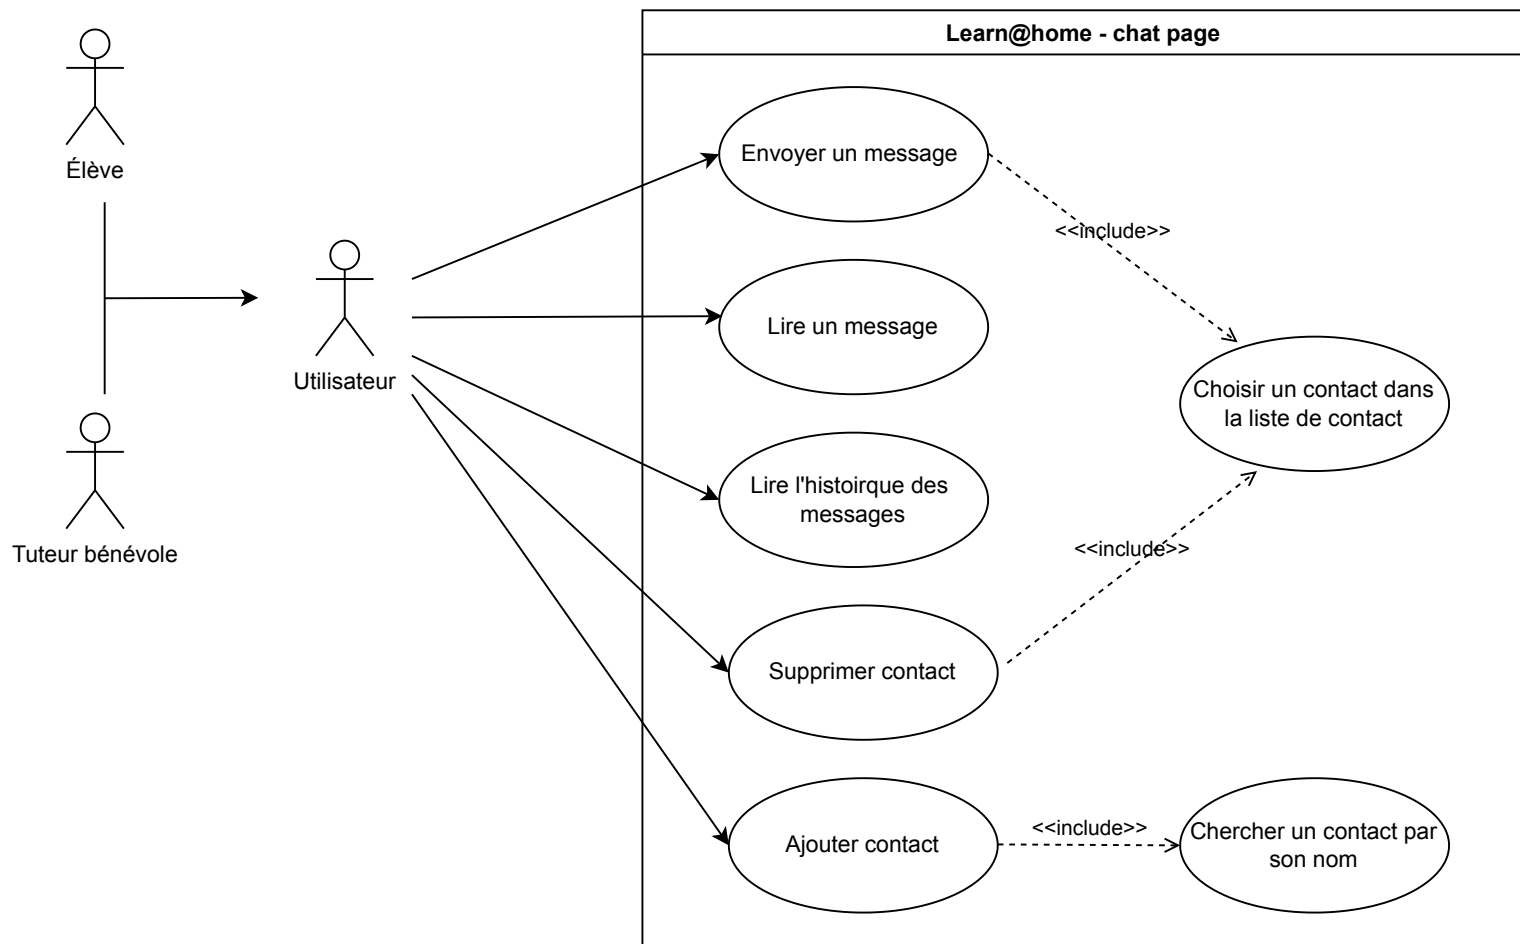 Learn@home - chat page
Élève
Envoyer un message
<<include>>
Lire un message
Utilisateur
Choisir un contact dans
la liste de contact
Lire l'histoirque des
messages
Tuteur bénévole
<<include>>
Supprimer contact
<<include>>
Ajouter contact
Chercher un contact par
son nom